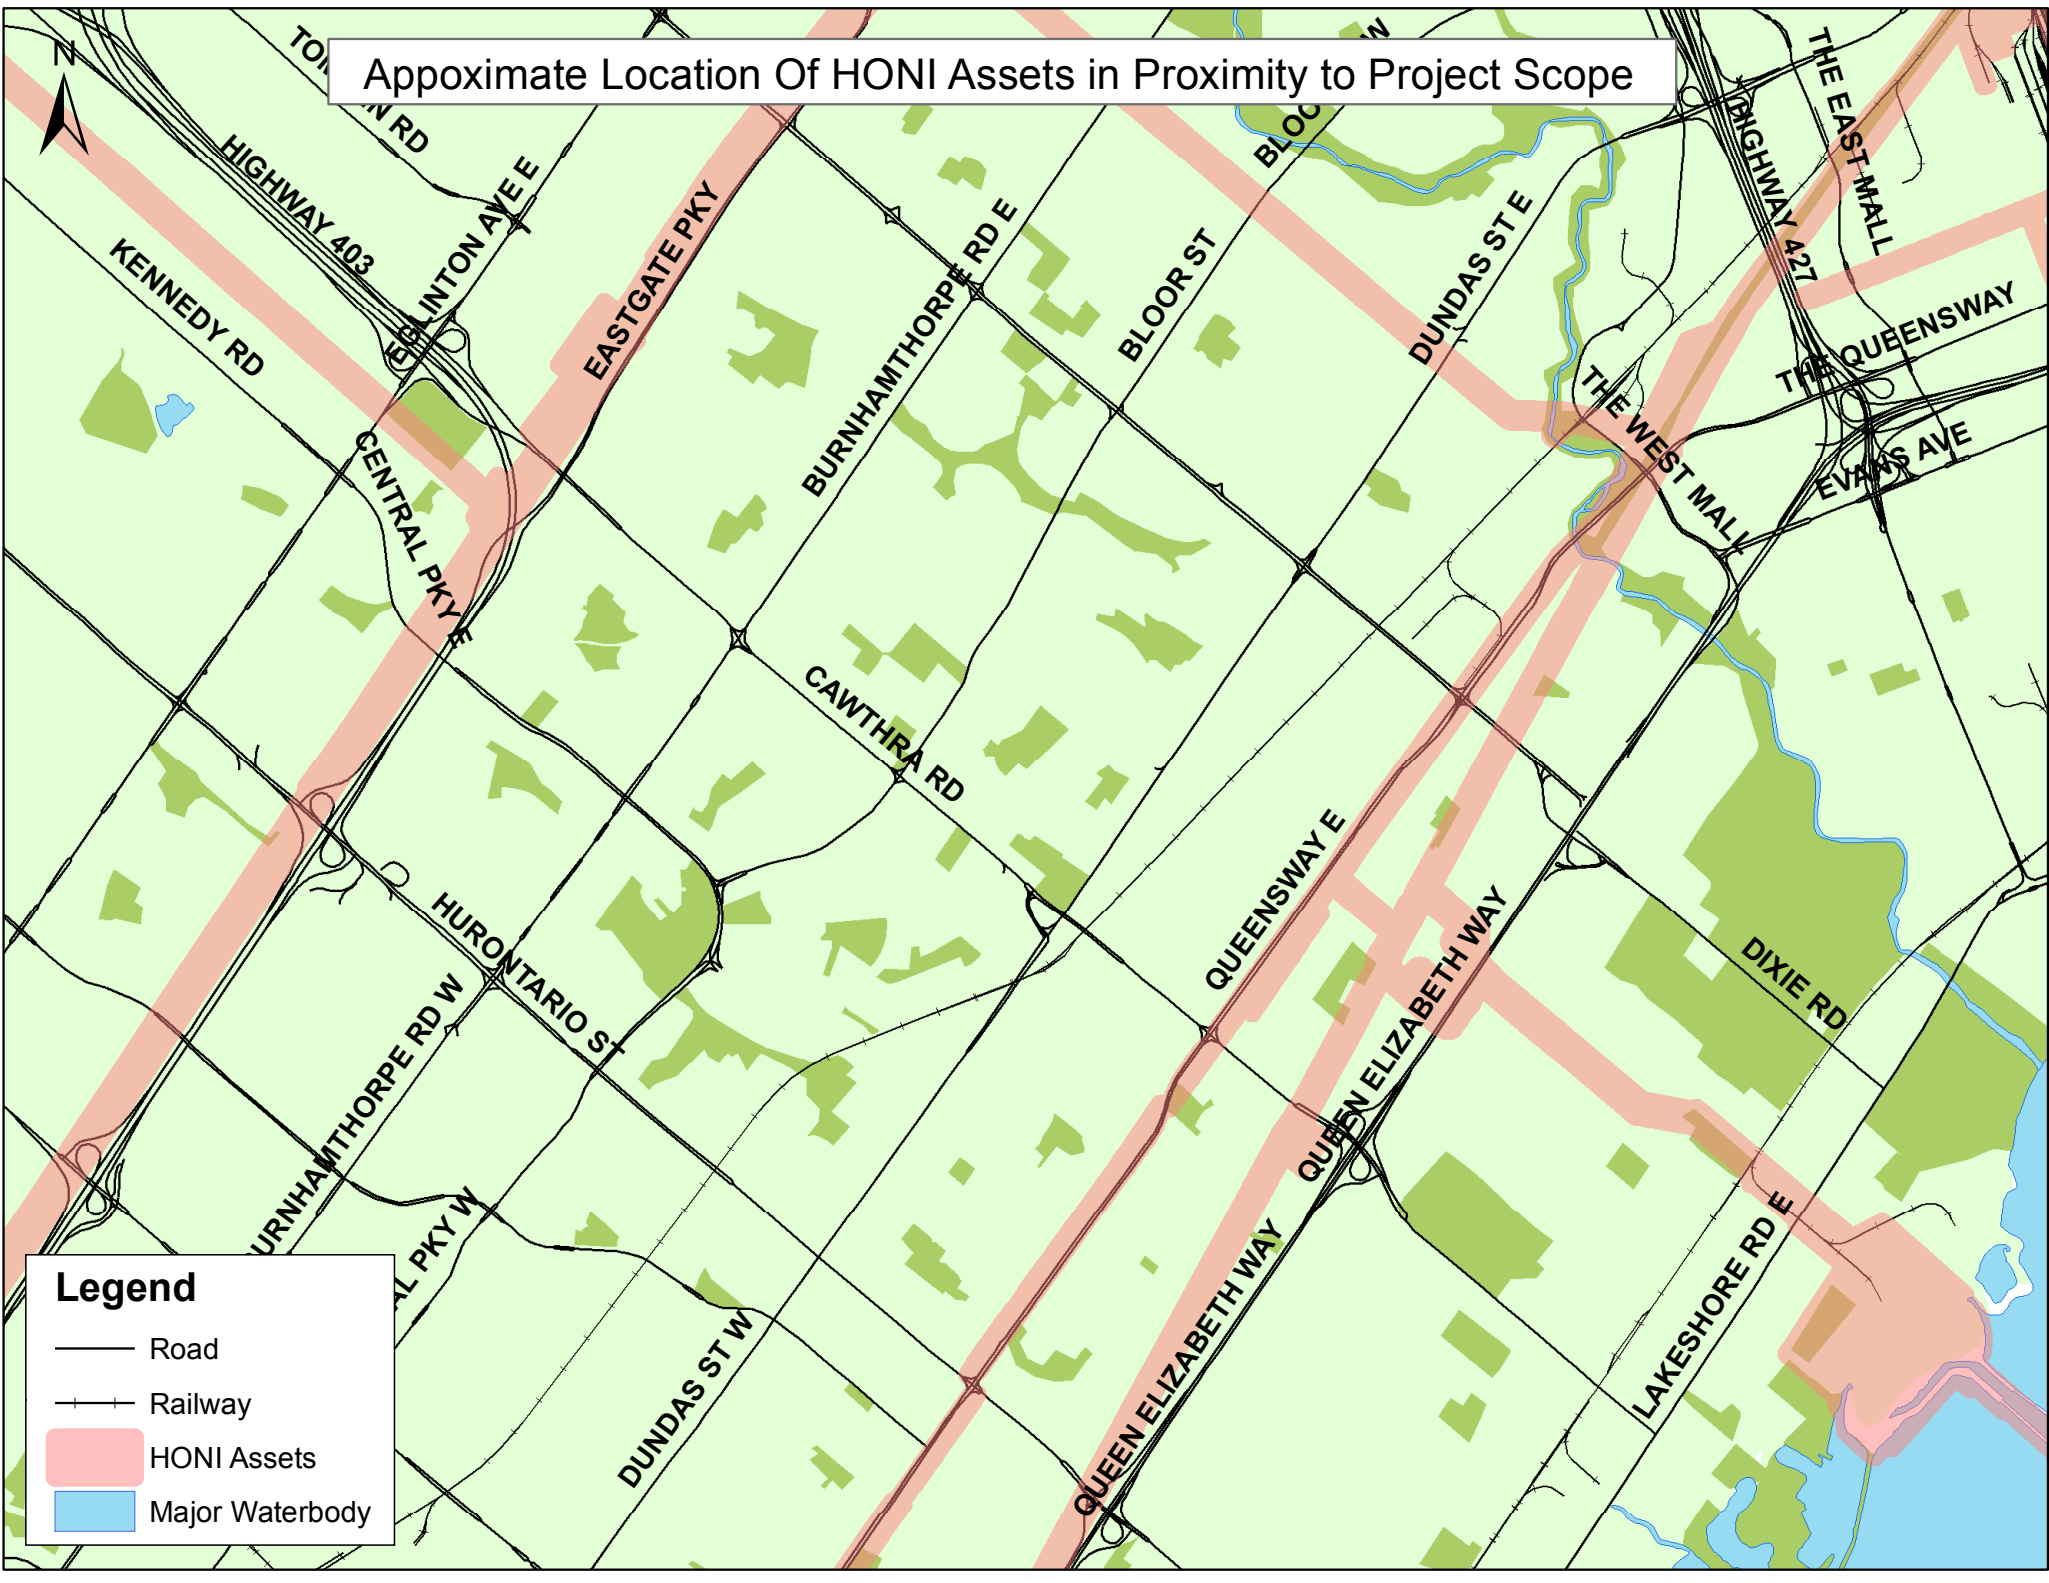 N
Appoximate Location Of HONI Assets in Proximity to Project Scope
HIGHWAY 403
EGLINTON AVE E
KENNEDY RD
EASTGATE PKY
BURNHAMTHORPE RD E
BLOOR ST
DUNDAS ST E
HIGHWAY 427
THE EAST MALL
THE QUEENSWAY
THE WEST MALL
EVANS AVE
CENTRAL PKY E
CAWTHRA RD
QUEENSWAY E
QUEEN ELIZABETH WAY
DIXIE RD
HURONTARIO ST
BURNHAMTHORPE RD W
AL PKY W
QUEEN ELIZABETH WAY
LAKESHORE RD E
DUNDAS ST W
Legend
Road
Railway
HONI Assets
Major Waterbody